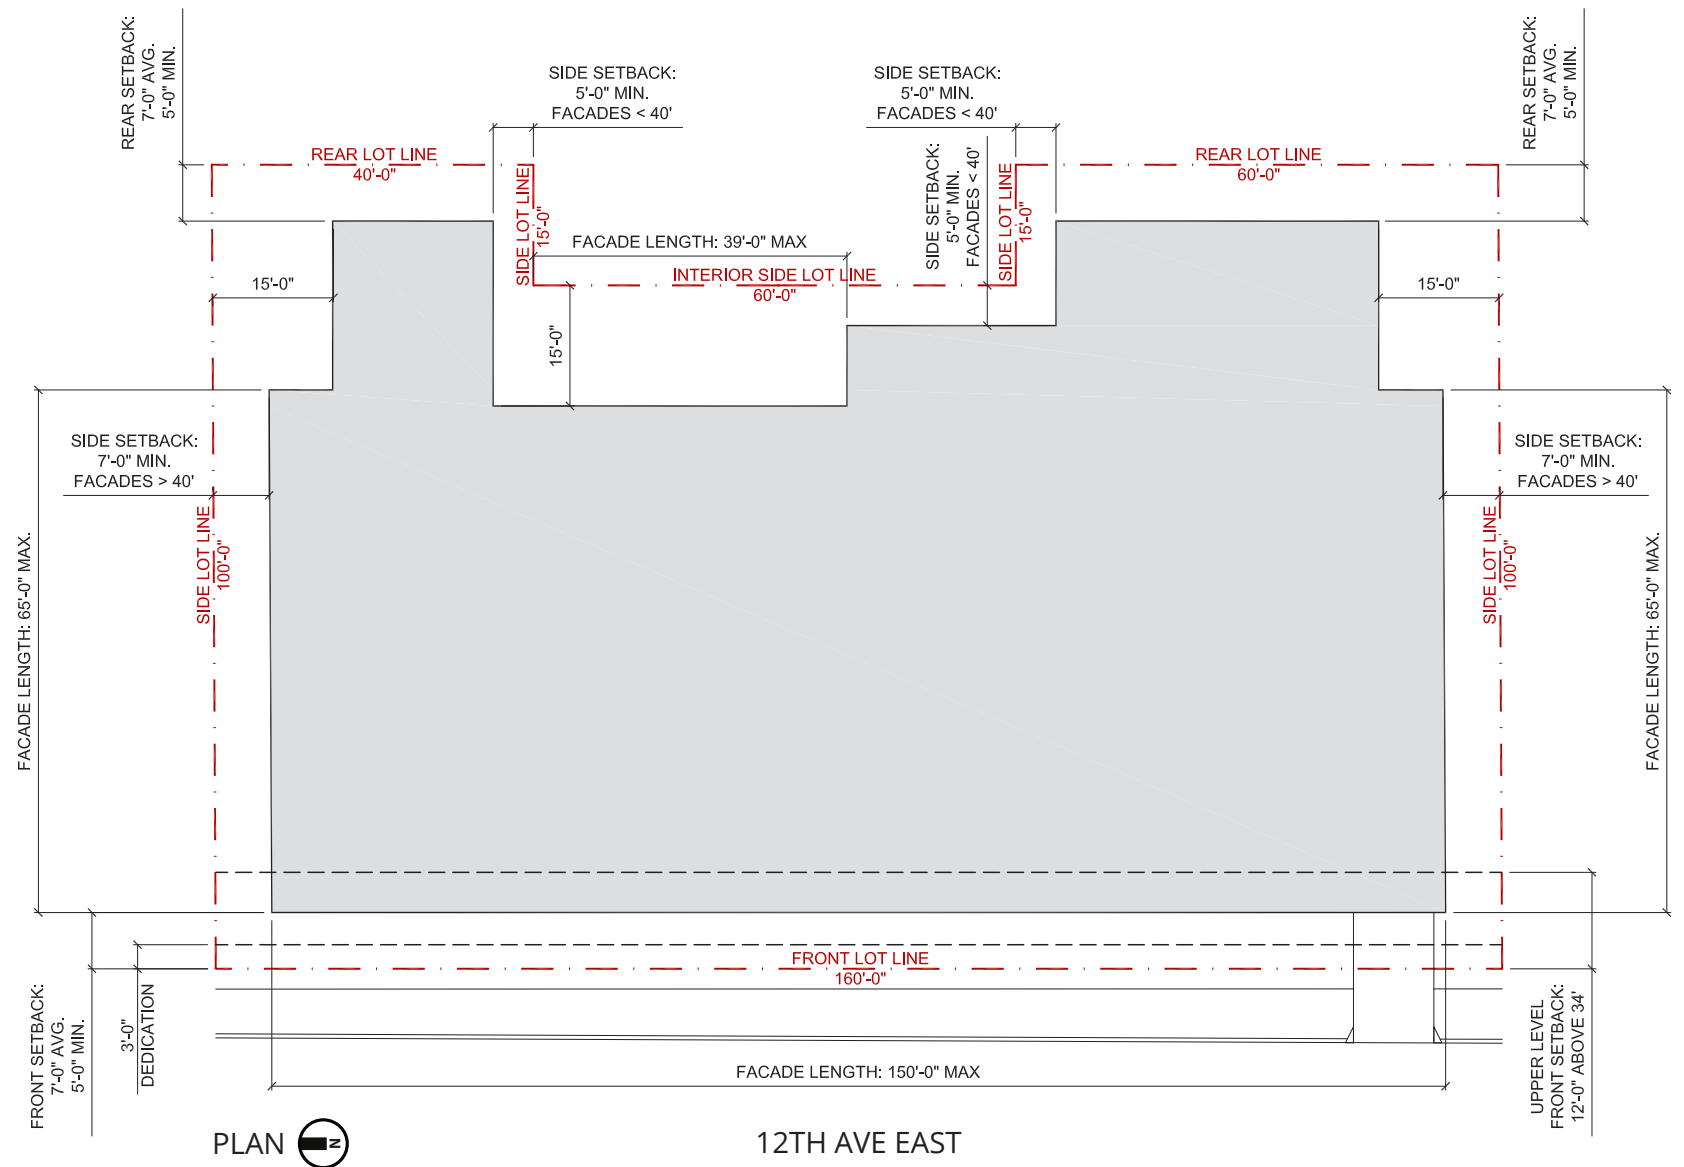 REAR SETBACK:
7'-0" AVG.
5'-0" MIN.
SIDE SETBACK:
5'-0" MIN.
FACADES < 40'
SIDE SETBACK:
5'-0" MIN.
FACADES < 40'
REAR SETBACK:
7'-0" AVG.
5'-0" MIN.
REAR LOT LINE
40'-0"
SIDE LOT LINE
15'-0"
SIDE SETBACK:
5'-0" MIN.
FACADES < 40'
SIDE LOT LINE
15'-0"
REAR LOT LINE
60'-0"
FACADE LENGTH: 39'-0" MAX
INTERIOR SIDE LOT LINE
60'-0"
15'-0"
15'-0"
15'-0"
SIDE SETBACK:
7'-0" MIN.
FACADES > 40'
SIDE SETBACK:
7'-0" MIN.
FACADES > 40'
FACADE LENGTH: 65'-0" MAX.
SIDE LOT LINE
100'-0"
SIDE LOT LINE
100'-0"
FACADE LENGTH: 65'-0" MAX.
FRONT LOT LINE
160'-0"
FRONT SETBACK:
7'-0" AVG.
5'-0" MIN.
3'-0"
DEDICATION
UPPER LEVEL
FRONT SETBACK:
12'-0" ABOVE 34'
FACADE LENGTH: 150'-0" MAX
PLAN
N
12TH AVE EAST